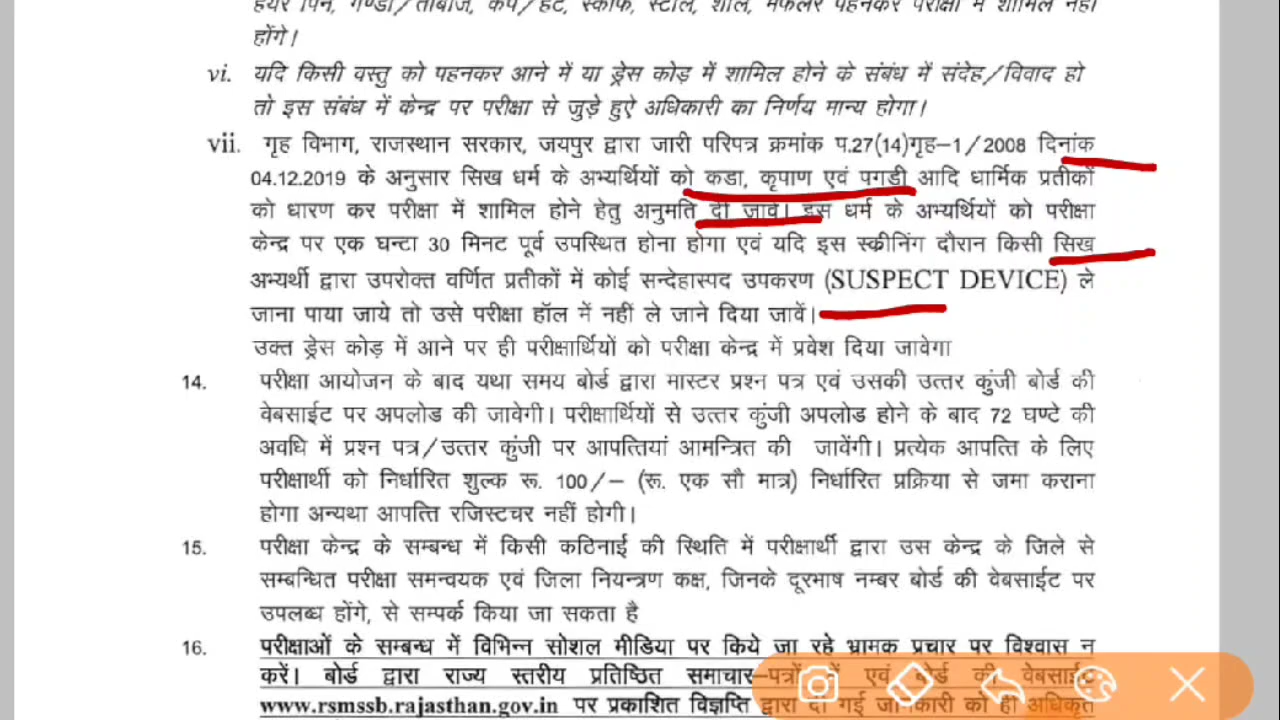 हेयर पिन, गण्डा/ताबीज, कैप/हैट, स्कार्फ, स्टॉल, शॉल, मफलर पहनकर परीक्षा में शामिल नहीं
होंगे।
vi. यदि किसी वस्तु को पहनकर आने में या ड्रेस कोड़ में शामिल होने के संबंध में संदेह/विवाद हो
तो इस संबंध में केन्द्र पर परीक्षा से जुड़े हुऐ अधिकारी का निर्णय मान्य होगा।
vii. गृह विभाग, राजस्थान सरकार, जयपुर द्वारा जारी परिपत्र क्रमांक प.27(14)गृह–1/2008 दिनांक
04.12.2019 के अनुसार सिख धर्म के अभ्यर्थियों को कडा, कृपाण एवं पगडी आदि धार्मिक प्रतीकों
को धारण कर परीक्षा में शामिल होने हेतु अनुमति दी जावे। इस धर्म के अभ्यर्थियों को परीक्षा
केन्द्र पर एक घन्टा 30 मिनट पूर्व उपस्थित होना होगा एवं यदि इस स्क्रीनिंग दौरान किसी सिख
अभ्यर्थी द्वारा उपरोक्त वर्णित प्रतीकों में कोई सन्देहास्पद उपकरण (SUSPECT DEVICE) ले
जाना पाया जाये तो उसे परीक्षा हॉल में नहीं ले जाने दिया जावें।
उक्त ड्रेस कोड़ में आने पर ही परीक्षार्थियों को परीक्षा केन्द्र में प्रवेश दिया जावेगा
14. परीक्षा आयोजन के बाद यथा समय बोर्ड द्वारा मास्टर प्रश्न पत्र एवं उसकी उत्तर कुंजी बोर्ड की
वेबसाईट पर अपलोड की जावेगी। परीक्षार्थियों से उत्तर कुंजी अपलोड होने के बाद 72 घण्टे की
अवधि में प्रश्न पत्र/उत्तर कुंजी पर आपत्तियां आमन्त्रित की जावेंगी। प्रत्येक आपत्ति के लिए
परीक्षार्थी को निर्धारित शुल्क रू. 100/– (रू. एक सौ मात्र) निर्धारित प्रक्रिया से जमा कराना
होगा अन्यथा आपत्ति रजिस्टचर नहीं होगी।
15. परीक्षा केन्द्र के सम्बन्ध में किसी कठिनाई की स्थिति में परीक्षार्थी द्वारा उस केन्द्र के जिले से
सम्बन्धित परीक्षा समन्वयक एवं जिला नियन्त्रण कक्ष, जिनके दूरभाष नम्बर बोर्ड की वेबसाईट पर
उपलब्ध होंगे, से सम्पर्क किया जा सकता है
16. परीक्षाओं के सम्बन्ध में विभिन्न सोशल मीडिया पर किये जा रहे भ्रामक प्रचार पर विश्वास न
करें। बोर्ड द्वारा राज्य स्तरीय प्रतिष्ठित समाचार–पत्रों में एवं बोर्ड की वेबसाईट
www.rsmssb.rajasthan.gov.in पर प्रकाशित विज्ञप्ति द्वारा दी गई जानकारी को ही अधिकृत